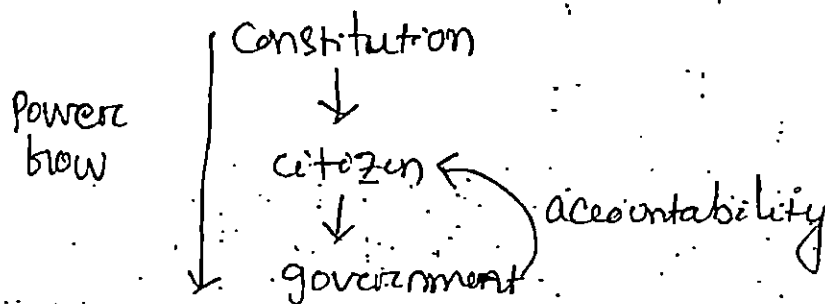 Constitution
Power
flow
citizen
accountability
government